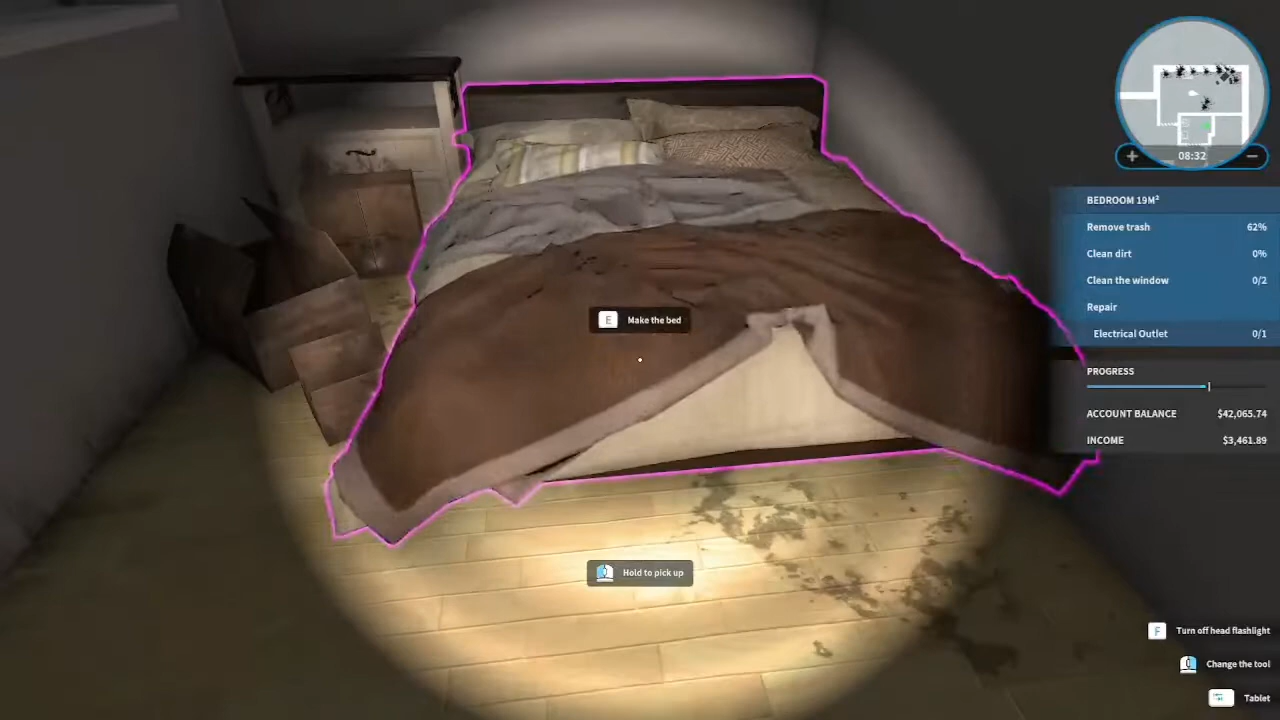 08:32
BEDROOM 19M²
Remove trash 62%
Clean dirt 0%
Clean the window 0/2
Repair
Electrical Outlet 0/1
E Make the bed
PROGRESS
ACCOUNT BALANCE $42,065.74
INCOME $3,461.89
Hold to pick up
F Turn off head flashlight
Change the tool
Tablet